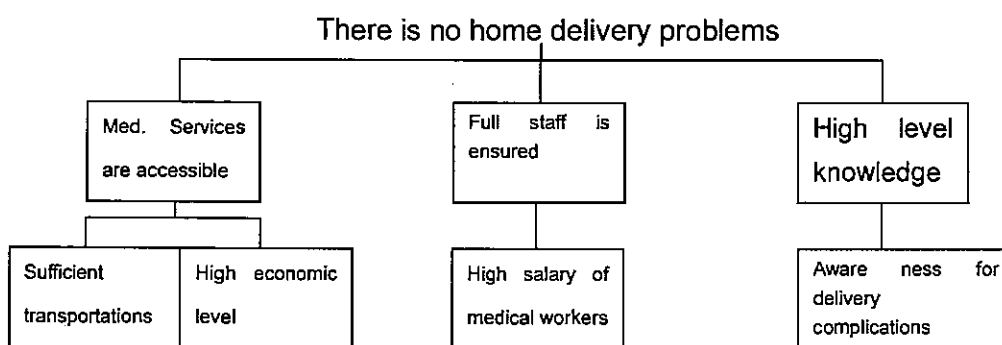 There is no home delivery problems
Med. Services
are accessible
Full staff is
ensured
High level
knowledge
Sufficient
transportations
High economic
level
High salary of
medical workers
Aware ness for
delivery
complications